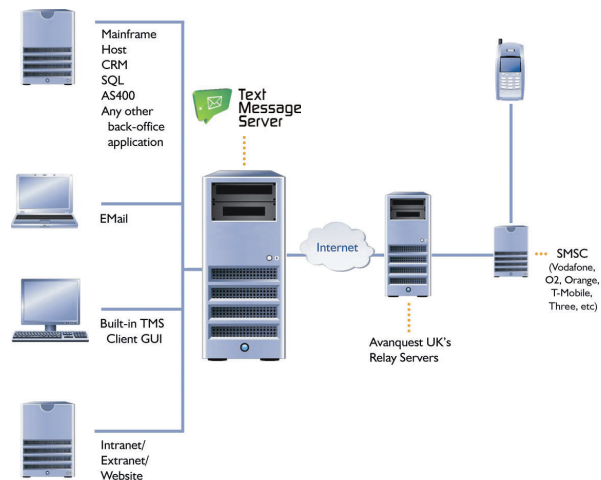 Mainframe
Host
CRM
SQL
AS400
Any other
back-office
application
Text
Message
Server
EMail
Internet
SMSC
(Vodafone,
O2, Orange,
T-Mobile,
Three, etc)
Built-in TMS
Client GUI
Avanquest UK's
Relay Servers
Intranet/
Extranet/
Website